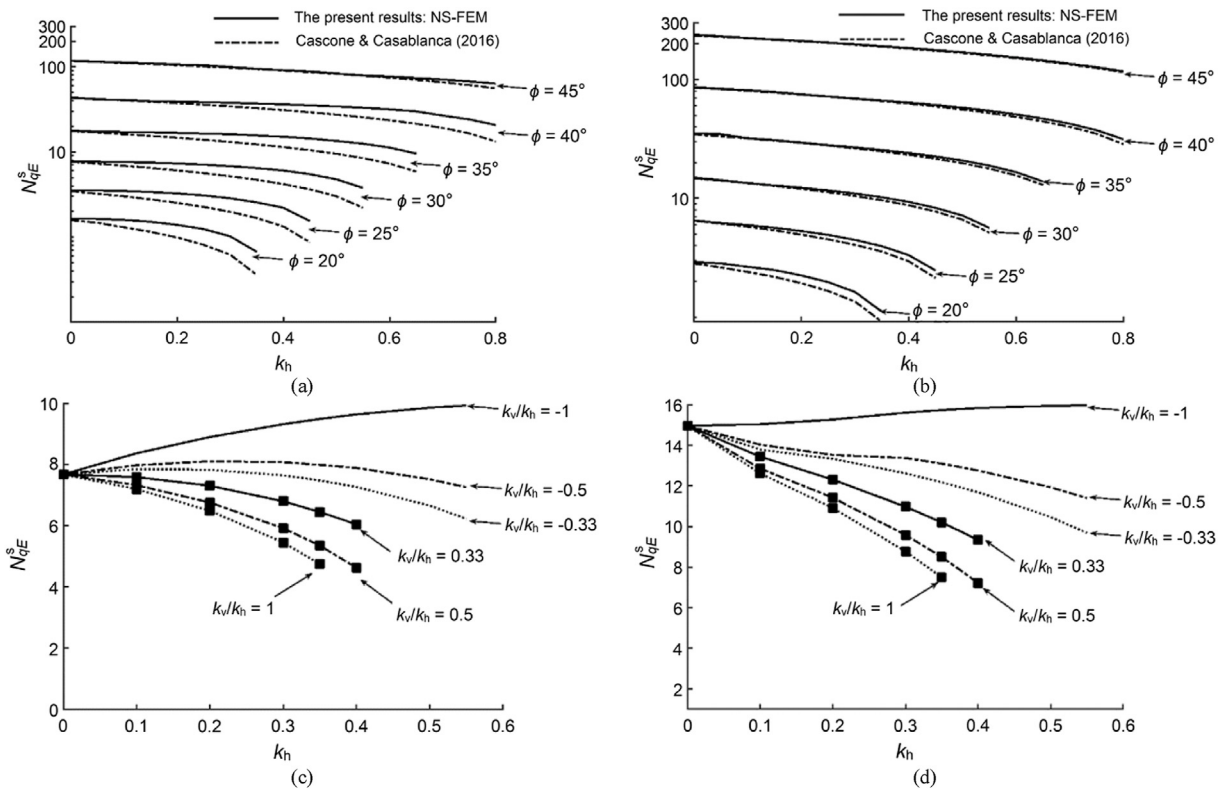 The present results: NS-FEM
Cascone & Casablanca (2016)
300
200
100
10
N^s_qE
ϕ = 45°
ϕ = 40°
ϕ = 35°
ϕ = 30°
ϕ = 25°
ϕ = 20°
0 0.2 0.4 0.6 0.8
k_h
(a)
The present results: NS-FEM
Cascone & Casablanca (2016)
300
200
100
10
N^s_qE
ϕ = 45°
ϕ = 40°
ϕ = 35°
ϕ = 30°
ϕ = 25°
ϕ = 20°
0 0.2 0.4 0.6 0.8
k_h
(b)
10
8
6
4
2
0
N^s_qE
k_v/k_h = -1
k_v/k_h = -0.5
k_v/k_h = -0.33
k_v/k_h = 0.33
k_v/k_h = 1
k_v/k_h = 0.5
0 0.1 0.2 0.3 0.4 0.5 0.6
k_h
(c)
16
14
12
10
8
6
4
2
N^s_qE
k_v/k_h = -1
k_v/k_h = -0.5
k_v/k_h = -0.33
k_v/k_h = 0.33
k_v/k_h = 1
k_v/k_h = 0.5
0 0.1 0.2 0.3 0.4 0.5 0.6
k_h
(d)